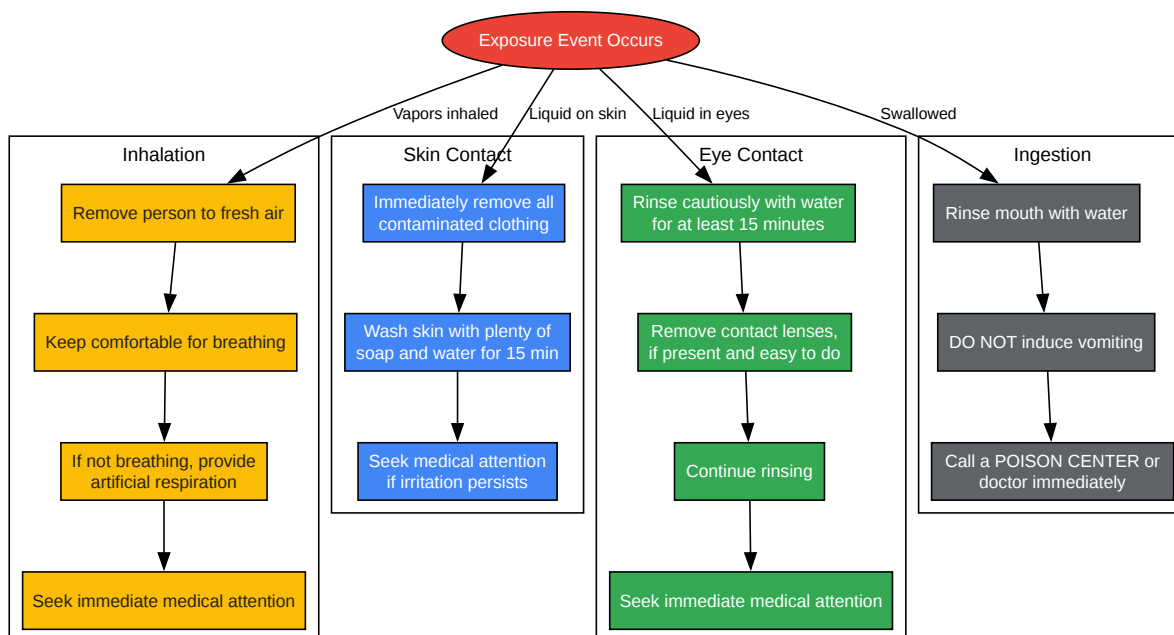 Exposure Event Occurs
Vapors inhaled
Liquid on skin
Liquid in eyes
Swallowed
Inhalation
Remove person to fresh air
Keep comfortable for breathing
If not breathing, provide
artificial respiration
Seek immediate medical attention
Skin Contact
Immediately remove all
contaminated clothing
Wash skin with plenty of
soap and water for 15 min
Seek medical attention
if irritation persists
Eye Contact
Rinse cautiously with water
for at least 15 minutes
Remove contact lenses,
if present and easy to do
Continue rinsing
Seek immediate medical attention
Ingestion
Rinse mouth with water
DO NOT induce vomiting
Call a POISON CENTER or
doctor immediately